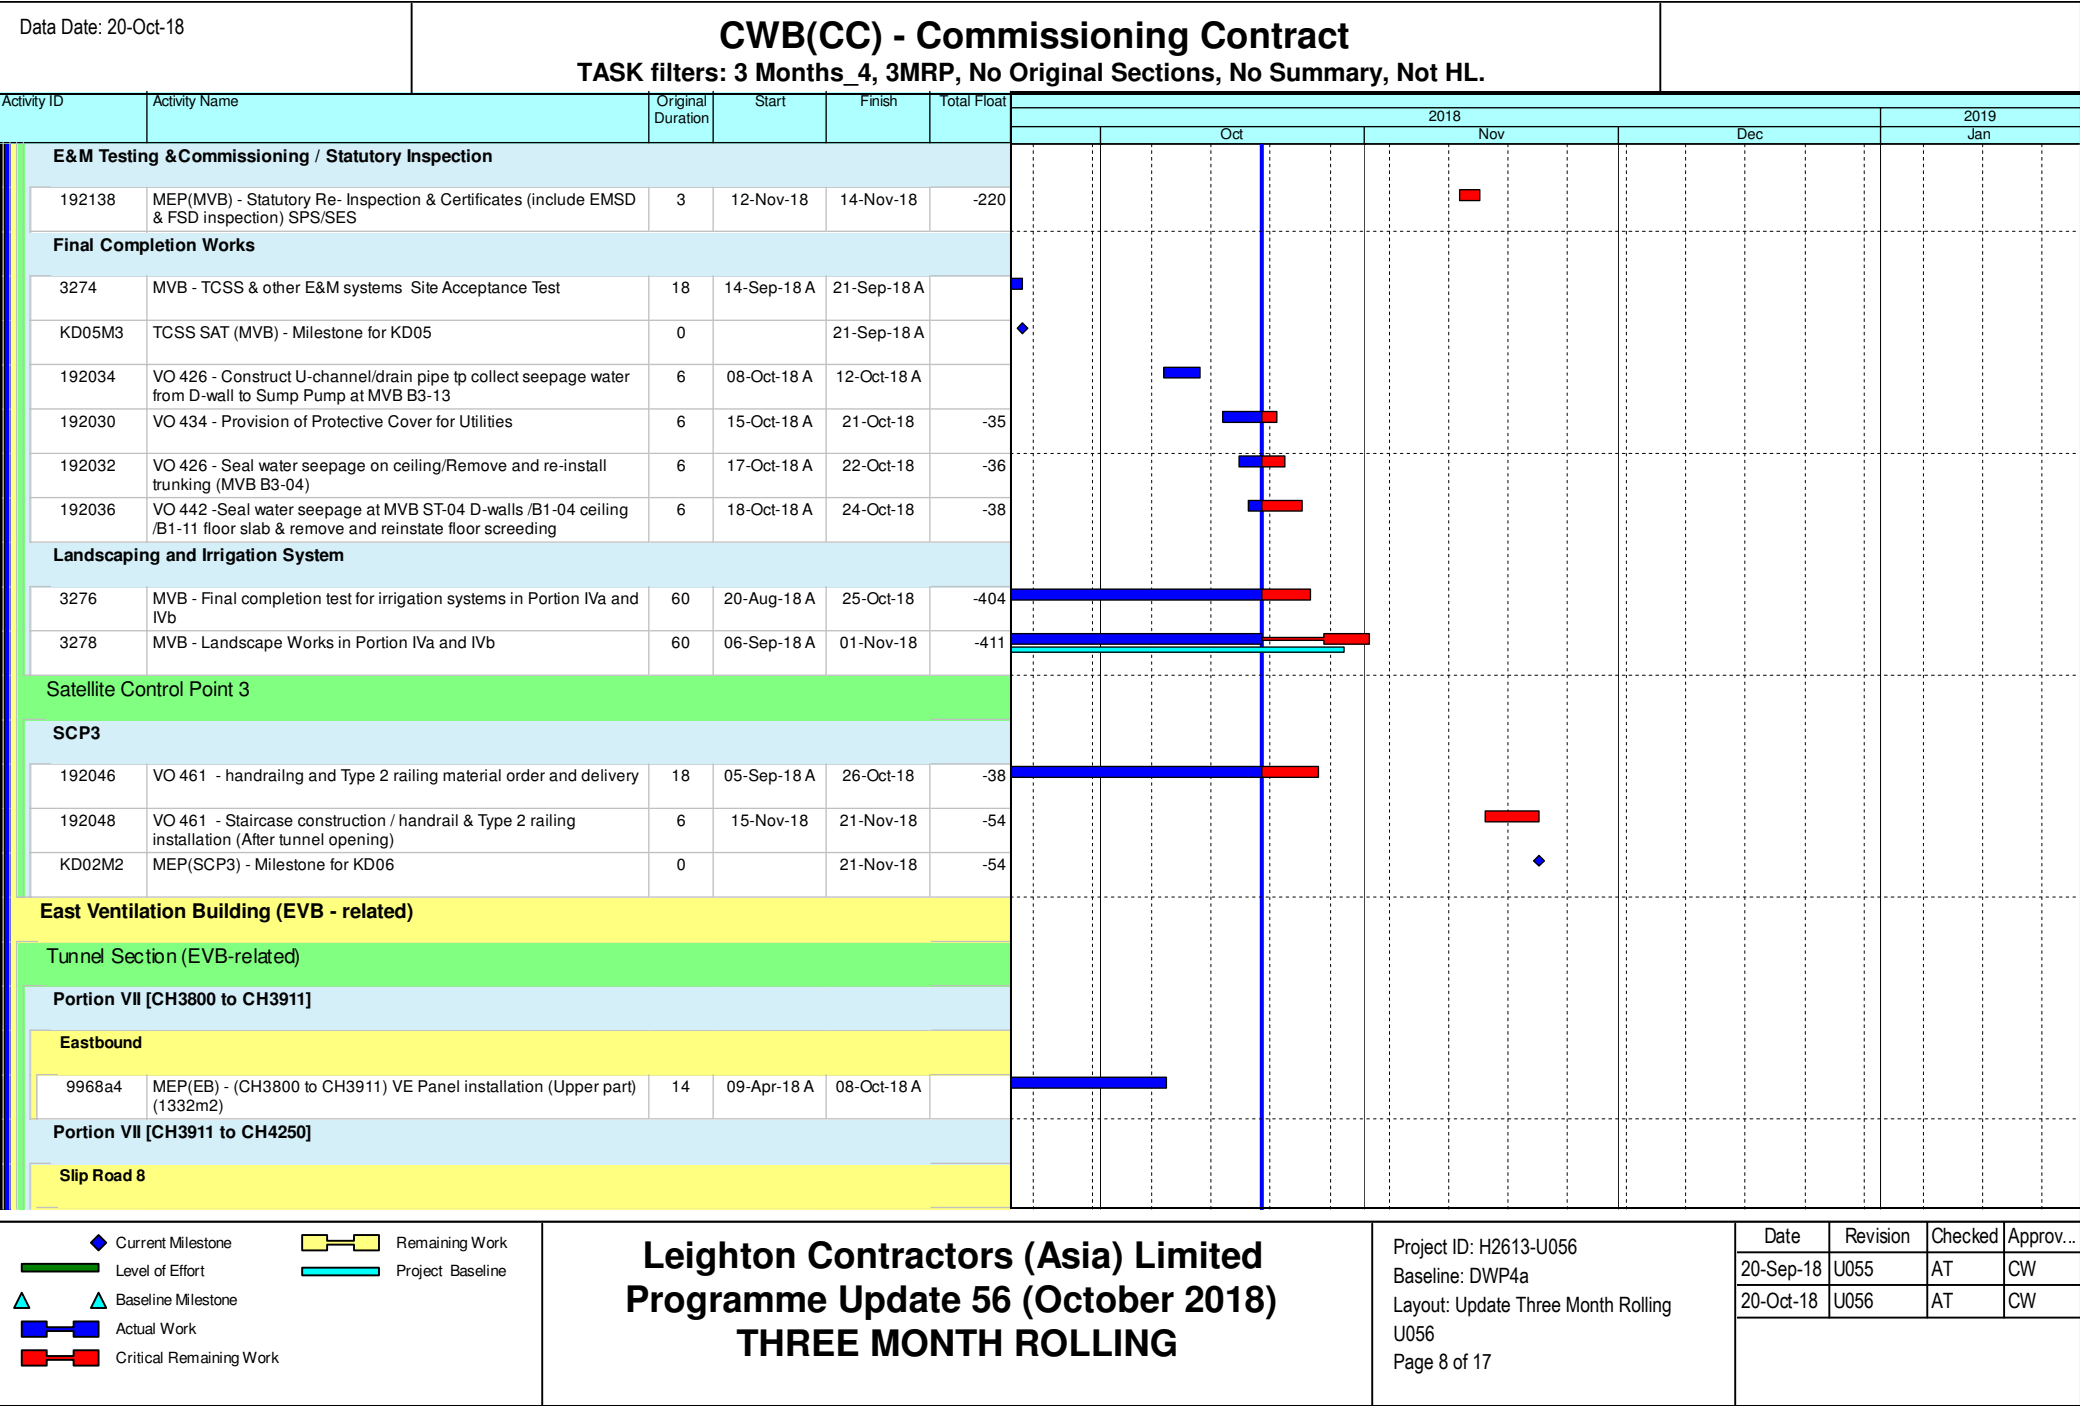 Data Date: 20-Oct-18
CWB(CC) - Commissioning Contract
TASK filters: 3 Months_4, 3MRP, No Original Sections, No Summary, Not HL.
Activity ID Activity Name Original Duration Start Finish Total Float
2018 2019
Oct Nov Dec Jan
E&M Testing &Commissioning / Statutory Inspection
192138 MEP(MVB) - Statutory Re- Inspection & Certificates (include EMSD 3 12-Nov-18 14-Nov-18 -220
& FSD inspection) SPS/SES
Final Completion Works
3274 MVB - TCSS & other E&M systems Site Acceptance Test 18 14-Sep-18 A 21-Sep-18 A
KD05M3 TCSS SAT (MVB) - Milestone for KD05 0 21-Sep-18 A
192034 VO 426 - Construct U-channel/drain pipe tp collect seepage water 6 08-Oct-18 A 12-Oct-18 A
from D-wall to Sump Pump at MVB B3-13
192030 VO 434 - Provision of Protective Cover for Utilities 6 15-Oct-18 A 21-Oct-18 -35
192032 VO 426 - Seal water seepage on ceiling/Remove and re-install 6 17-Oct-18 A 22-Oct-18 -36
trunking (MVB B3-04)
192036 VO 442 -Seal water seepage at MVB ST-04 D-walls /B1-04 ceiling 6 18-Oct-18 A 24-Oct-18 -38
/B1-11 floor slab & remove and reinstate floor screeding
Landscaping and Irrigation System
3276 MVB - Final completion test for irrigation systems in Portion IVa and 60 20-Aug-18 A 25-Oct-18 -404
IVb
3278 MVB - Landscape Works in Portion IVa and IVb 60 06-Sep-18 A 01-Nov-18 -411
Satellite Control Point 3
SCP3
192046 VO 461 - handrailng and Type 2 railing material order and delivery 18 05-Sep-18 A 26-Oct-18 -38
192048 VO 461 - Staircase construction / handrail & Type 2 railing 6 15-Nov-18 21-Nov-18 -54
installation (After tunnel opening)
KD02M2 MEP(SCP3) - Milestone for KD06 0 21-Nov-18 -54
East Ventilation Building (EVB - related)
Tunnel Section (EVB-related)
Portion VII [CH3800 to CH3911]
Eastbound
9968a4 MEP(EB) - (CH3800 to CH3911) VE Panel installation (Upper part) 14 09-Apr-18 A 08-Oct-18 A
(1332m2)
Portion VII [CH3911 to CH4250]
Slip Road 8
Current Milestone Remaining Work
Level of Effort Project Baseline
Baseline Milestone
Actual Work
Critical Remaining Work
Leighton Contractors (Asia) Limited
Programme Update 56 (October 2018)
THREE MONTH ROLLING
Project ID: H2613-U056
Baseline: DWP4a
Layout: Update Three Month Rolling
U056
Page 8 of 17
Date Revision Checked Approv...
20-Sep-18 U055 AT CW
20-Oct-18 U056 AT CW